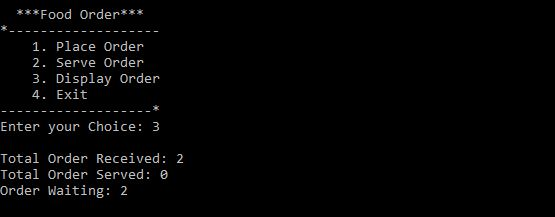 ***Food Order***
*-------------------
1. Place Order
2. Serve Order
3. Display Order
4. Exit
-------------------*
Enter your Choice: 3
Total Order Received: 2
Total Order Served: 0
Order Waiting: 2